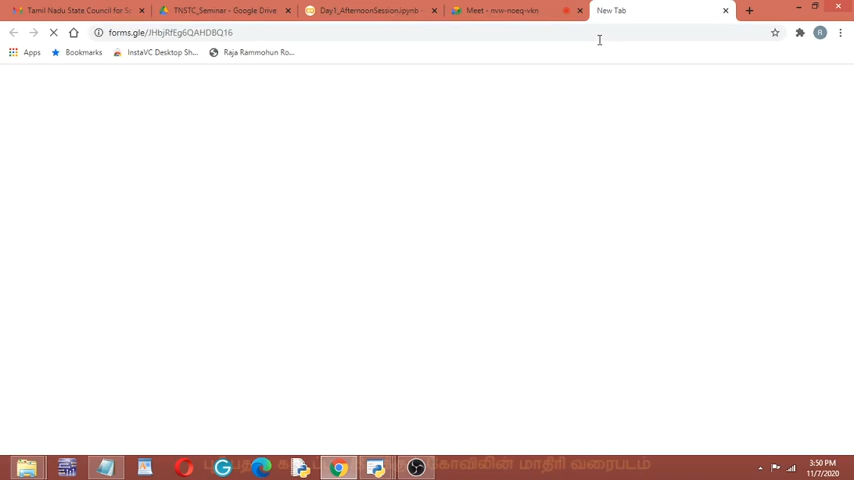 Tamil Nadu State Council for Sc
TNSTC_Seminar - Google Drive
Day1_AfternoonSession.ipynb -
Meet - nvw-noeq-vkn
New Tab
forms.gle/JHbjRfEg6QAHDBQ16
Apps
Bookmarks
InstaVC Desktop Sh...
Raja Rammohun Ro...
கோவிலின் மாதிரி வரைபடம்
3:50 PM
11/7/2020